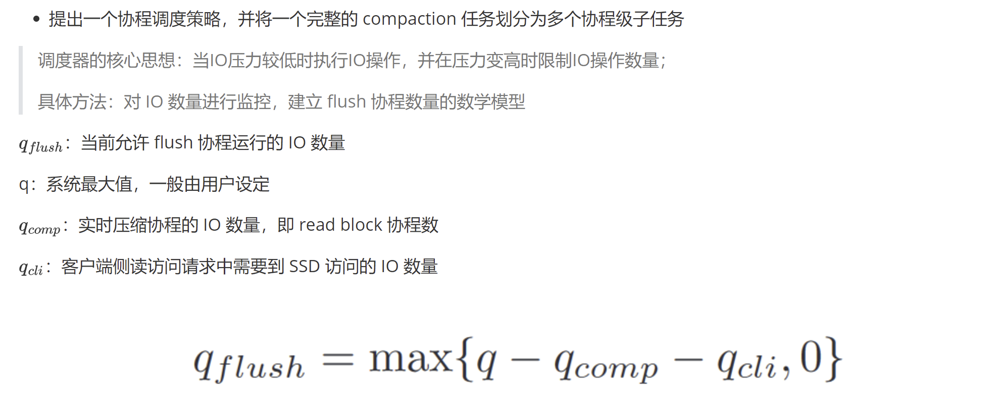 • 提出一个协程调度策略，并将一个完整的 compaction 任务划分为多个协程级子任务
调度器的核心思想：当IO压力较低时执行IO操作，并在压力变高时限制IO操作数量；
具体方法：对 IO 数量进行监控，建立 flush 协程数量的数学模型
q_{flush}：当前允许 flush 协程运行的 IO 数量
q：系统最大值，一般由用户设定
q_{comp}：实时压缩协程的 IO 数量，即 read block 协程数
q_{cli}：客户端侧读访问请求中需要到 SSD 访问的 IO 数量
q_{flush} = max{q − q_{comp} − q_{cli}, 0}